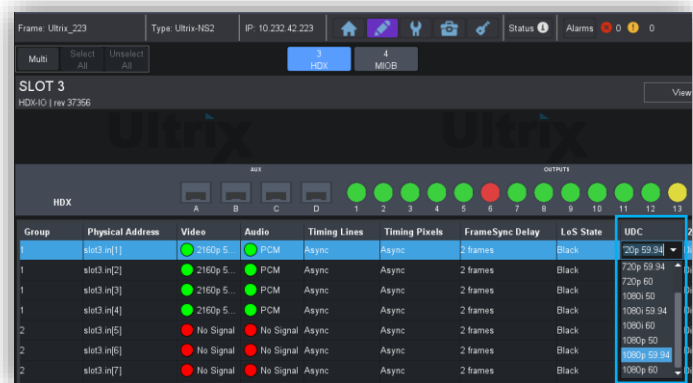 Frame: Ultrix_223 Type: Ultrix-NS2 IP: 10.232.42.223 Status Alarms 0 0
Multi Select All Unselect All 3 HDX 4 MIOB
SLOT 3
HDX-IO | rev 37356
View
Ultrix Ultrix
AUX OUTPUTS
HDX A B C D 1 2 3 4 5 6 7 8 9 10 11 12 13
Group Physical Address Video Audio Timing Lines Timing Pixels FrameSync Delay LoS State UDC
1 slot3.in[1] 2160p 5... PCM Async Async 2 frames Black 20p 59.94
1 slot3.in[2] 2160p 5... PCM Async Async 2 frames Black 720p 59.94
720p 60
1 slot3.in[3] 2160p 5... PCM Async Async 2 frames Black 1080i 50
1 slot3.in[4] 2160p 5... PCM Async Async 2 frames Black 1080i 59.94
2 slot3.in[5] No Signal No Signal Async Async 2 frames Black 1080i 60
1080p 50
2 slot3.in[6] No Signal No Signal Async Async 2 frames Black 1080p 59.94
2 slot3.in[7] No Signal No Signal Async Async 2 frames Black 1080p 60